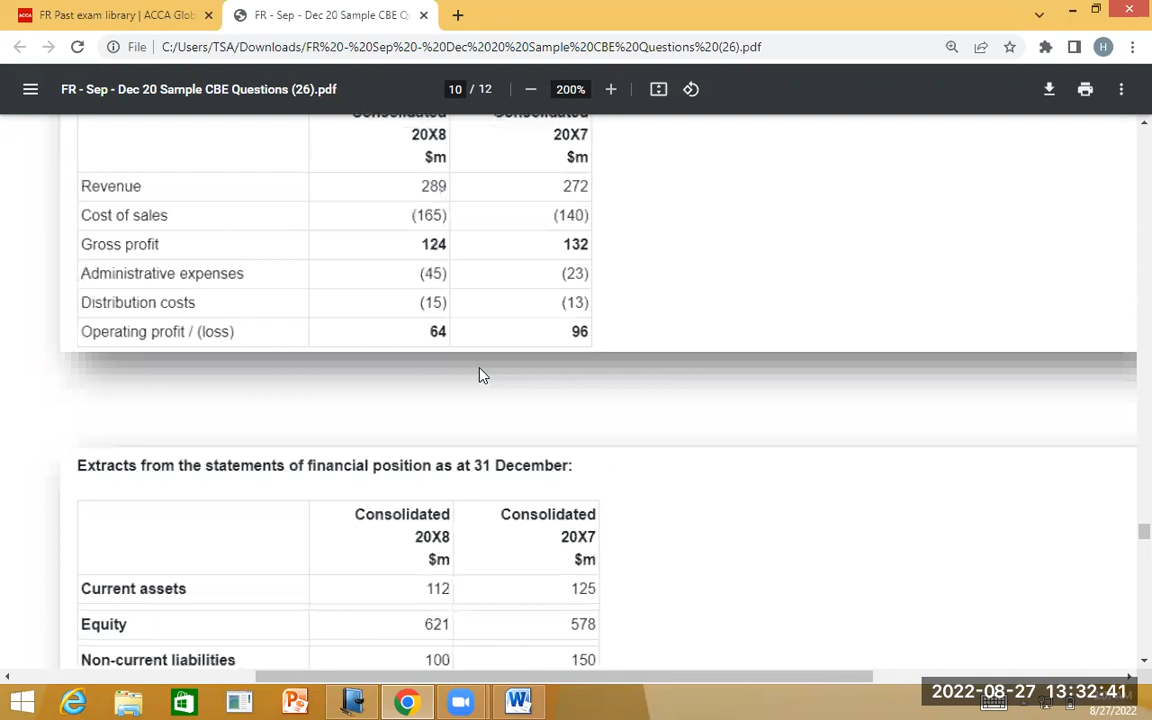 FR Past exam library | ACCA Glob
FR - Sep - Dec 20 Sample CBE Q
File
C:/Users/TSA/Downloads/FR%20-%20Sep%20-%20Dec%2020%20Sample%20CBE%20Questions%20(26).pdf
H
FR - Sep - Dec 20 Sample CBE Questions (26).pdf
10 / 12
200%
Consolidated Consolidated
20X8 20X7
$m $m
Revenue 289 272
Cost of sales (165) (140)
Gross profit 124 132
Administrative expenses (45) (23)
Distribution costs (15) (13)
Operating profit / (loss) 64 96
Extracts from the statements of financial position as at 31 December:
Consolidated Consolidated
20X8 20X7
$m $m
Current assets 112 125
Equity 621 578
Non-current liabilities 100 150
2022-08-27 13:32:41
8/27/2022